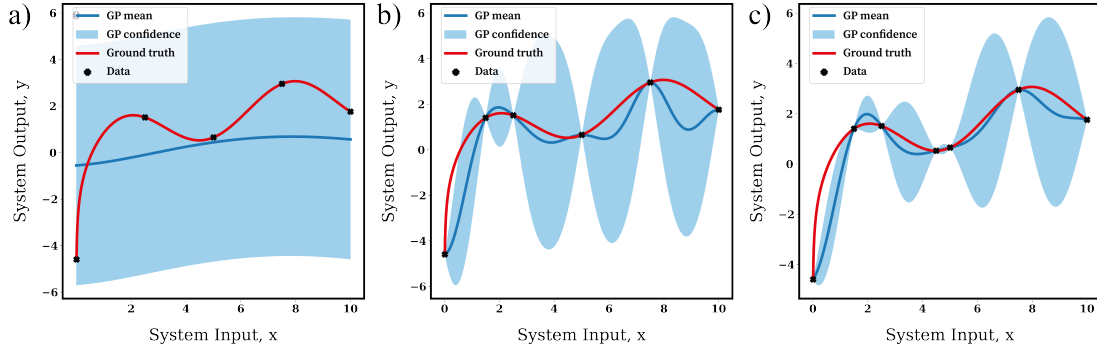 a)
6
4
2
0
−2
−4
−6
2
4
6
8
10
System Output, y
System Input, x
GP mean
GP confidence
Ground truth
Data
b)
6
4
2
0
−2
−4
−6
0
2
4
6
8
10
System Output, y
System Input, x
GP mean
GP confidence
Ground truth
Data
c)
6
4
2
0
−2
−4
0
2
4
6
8
10
System Output, y
System Input, x
GP mean
GP confidence
Ground truth
Data